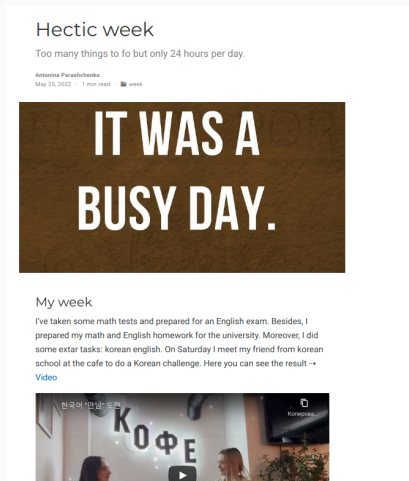 Hectic week
Too many things to fo but only 24 hours per day.
Antonina Parashchenko
May 25, 2022 · 1 min read · week
IT WAS A
BUSY DAY.
My week
I've taken some math tests and prepared for an English exam. Besides, I
prepared my math and English homework for the university. Moreover, I did
some extar tasks: korean english. On Saturday I meet my friend from korean
school at the cafe to do a Korean challenge. Here you can see the result ⇢
Video
한국어 "만남" 도전
Копирова...
КОФЕ